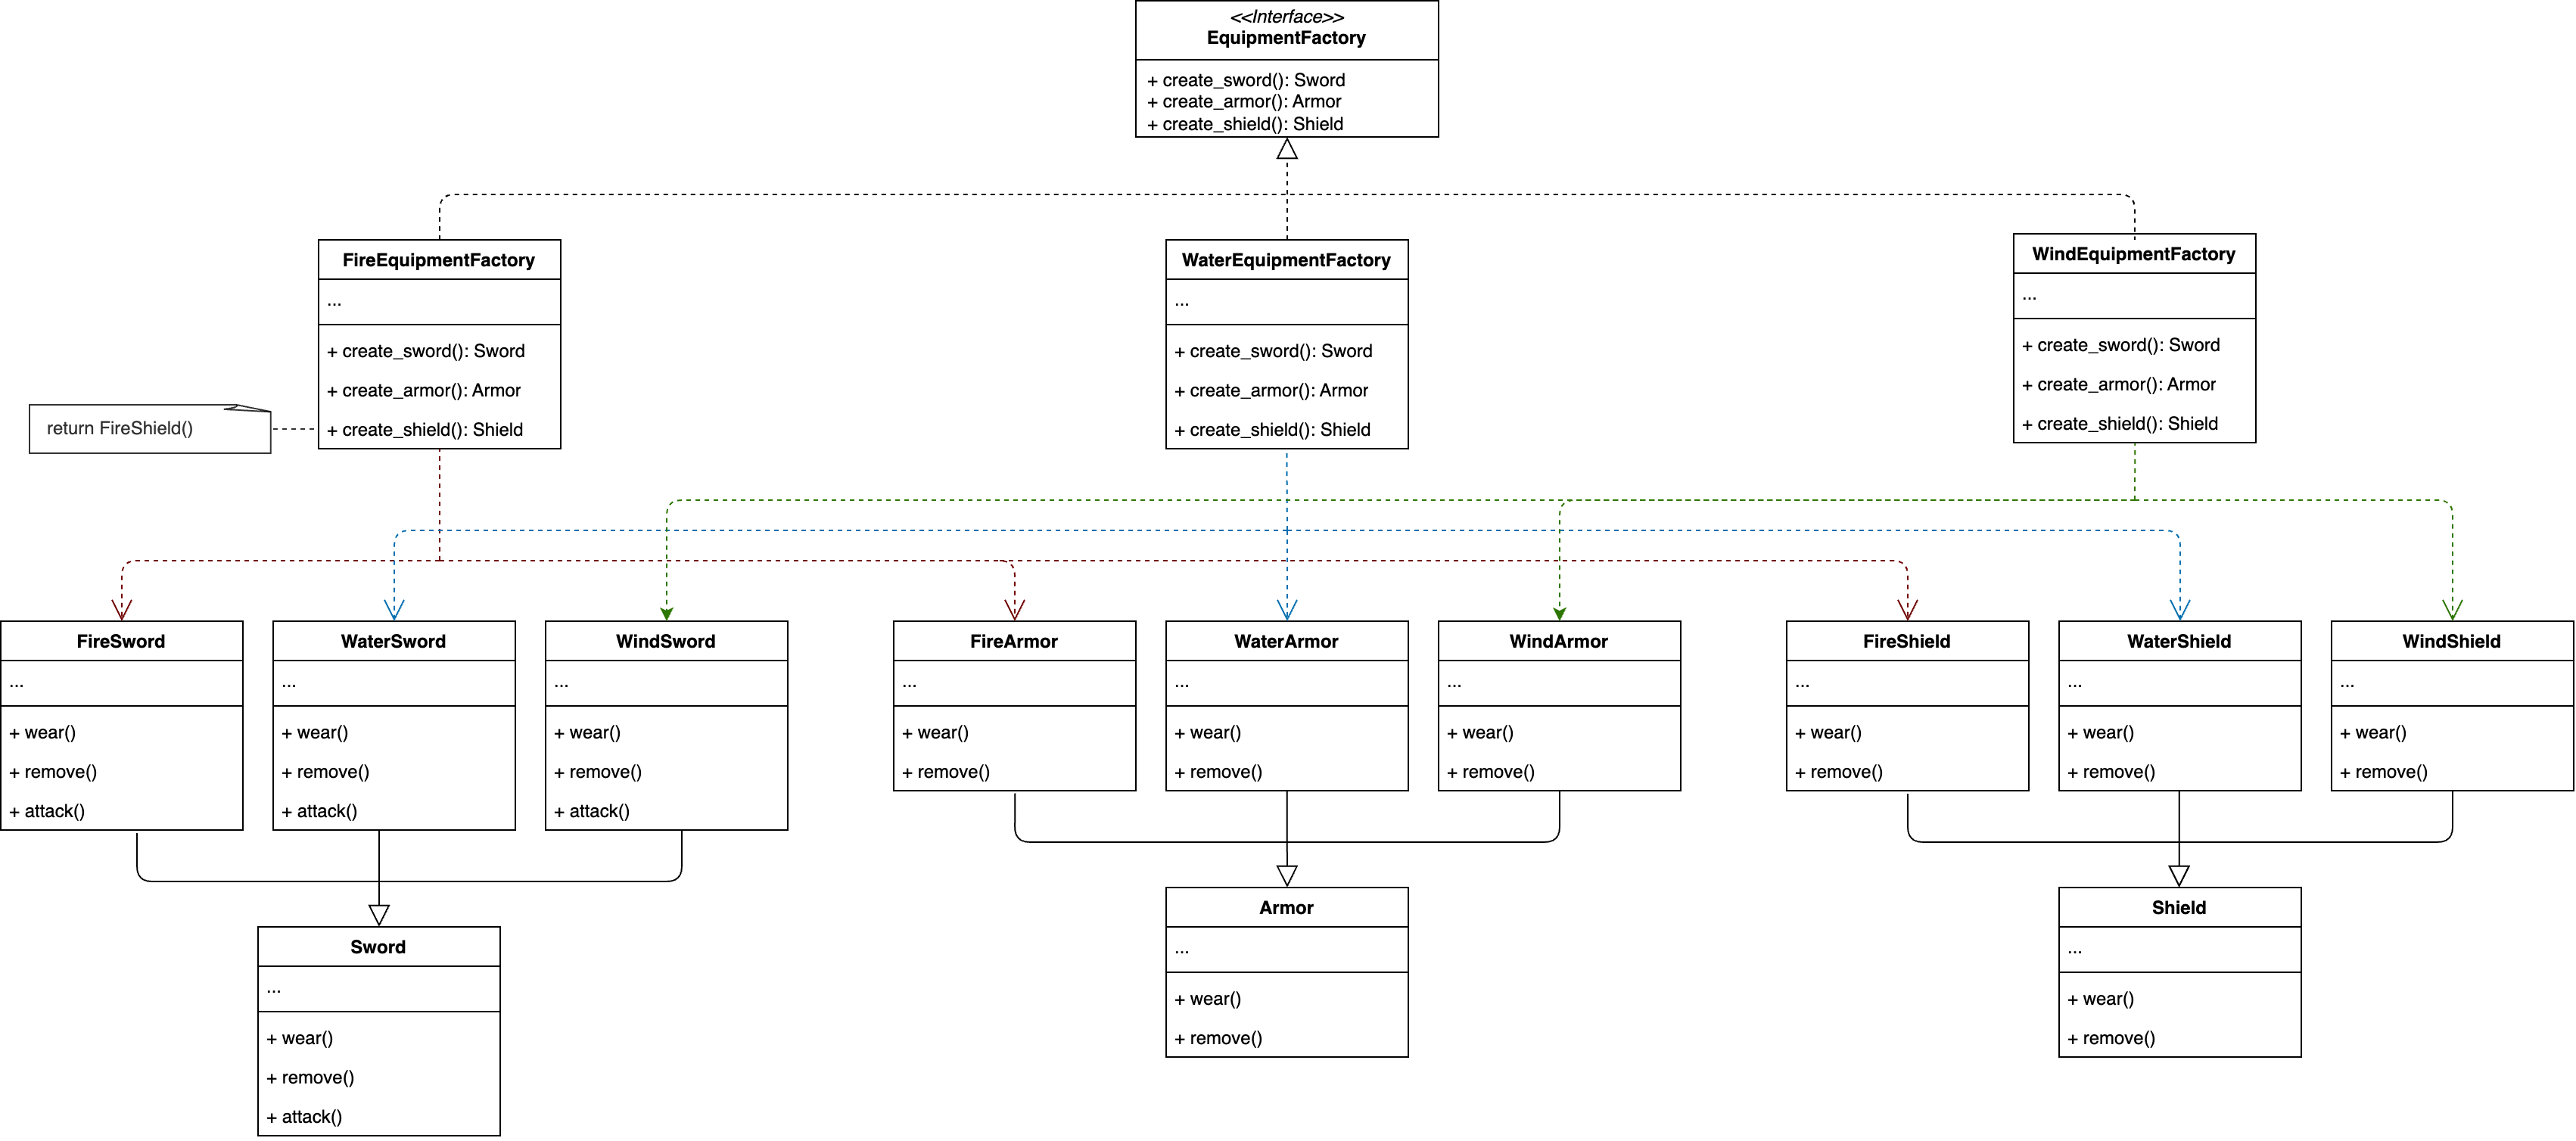 <<Interface>>
EquipmentFactory
+ create_sword(): Sword
+ create_armor(): Armor
+ create_shield(): Shield
FireEquipmentFactory
...
+ create_sword(): Sword
+ create_armor(): Armor
+ create_shield(): Shield
return FireShield()
WaterEquipmentFactory
...
+ create_sword(): Sword
+ create_armor(): Armor
+ create_shield(): Shield
WindEquipmentFactory
...
+ create_sword(): Sword
+ create_armor(): Armor
+ create_shield(): Shield
FireSword
...
+ wear()
+ remove()
+ attack()
WaterSword
...
+ wear()
+ remove()
+ attack()
WindSword
...
+ wear()
+ remove()
+ attack()
FireArmor
...
+ wear()
+ remove()
WaterArmor
...
+ wear()
+ remove()
WindArmor
...
+ wear()
+ remove()
FireShield
...
+ wear()
+ remove()
WaterShield
...
+ wear()
+ remove()
WindShield
...
+ wear()
+ remove()
Sword
...
+ wear()
+ remove()
+ attack()
Armor
...
+ wear()
+ remove()
Shield
...
+ wear()
+ remove()